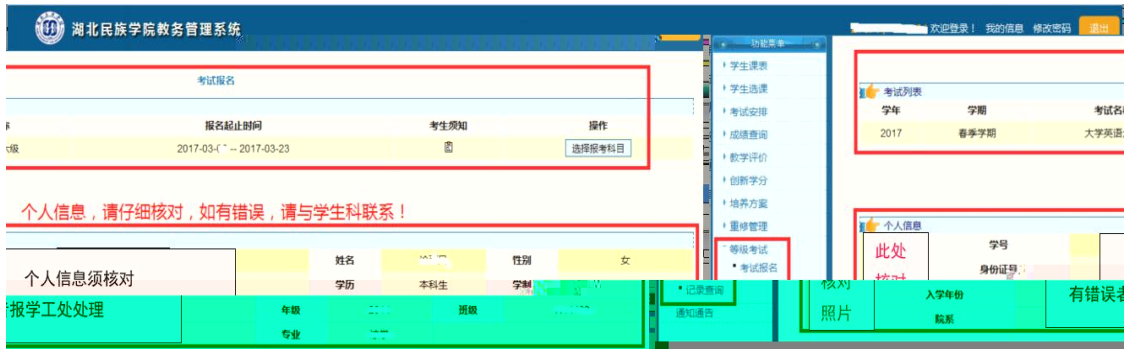 湖北民族学院教务管理系统
欢迎登录！ 我的信息 修改密码 退出
考试报名
报名起止时间 考生须知 操作
2017-03-23 选择报考科目
个人信息，请仔细核对，如有错误，请与学生科联系！
个人信息须核对
姓名 性别 女
学历 本科生 学制
报学工处处理
年级 班级
专业
功能菜单
学生课表
学生选课
考试安排
成绩查询
教学评价
创新学分
培养方案
重修管理
等级考试
考试报名
记录查询
通知通告
考试列表
学年 学期 考试名
2017 春季学期 大学英语
个人信息
此处
核对
照片
学号
身份证号
入学年份
院系
有错误者